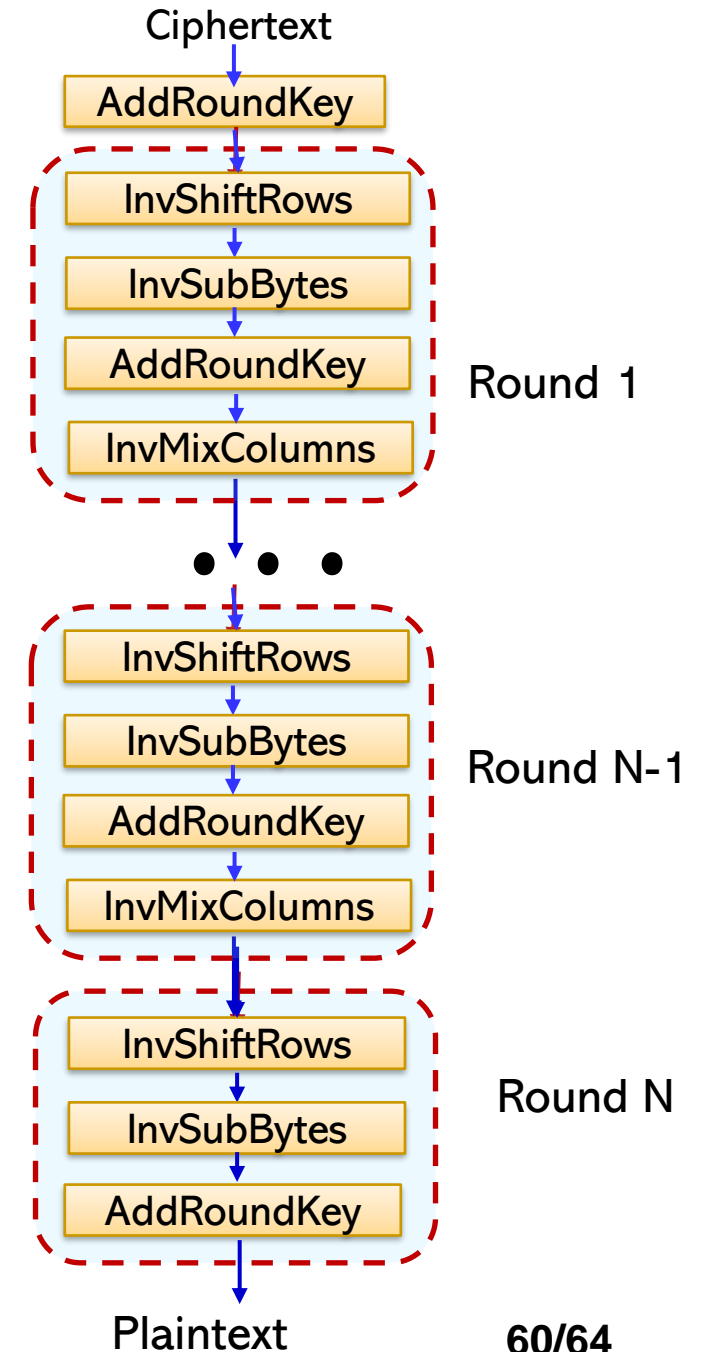 Ciphertext
AddRoundKey
InvShiftRows
InvSubBytes
AddRoundKey
Round 1
InvMixColumns
InvShiftRows
InvSubBytes
Round N-1
AddRoundKey
InvMixColumns
InvShiftRows
Round N
InvSubBytes
AddRoundKey
Plaintext
60/64